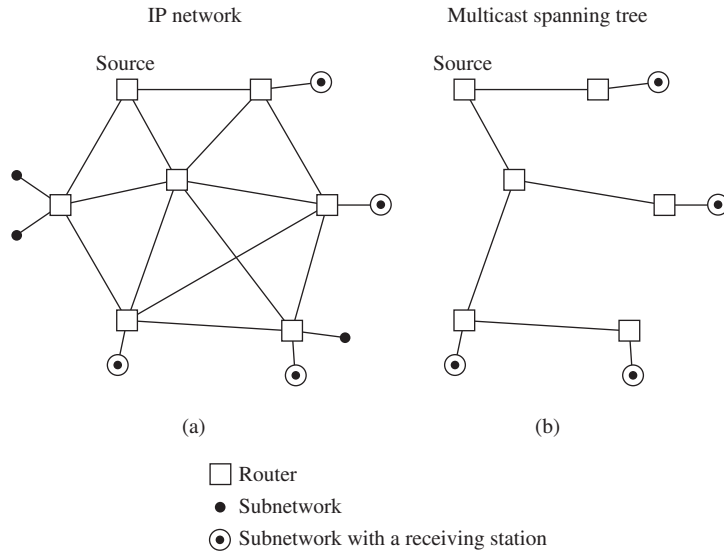 IP network
Multicast spanning tree
Source
Source
(a)
(b)
Router
Subnetwork
Subnetwork with a receiving station